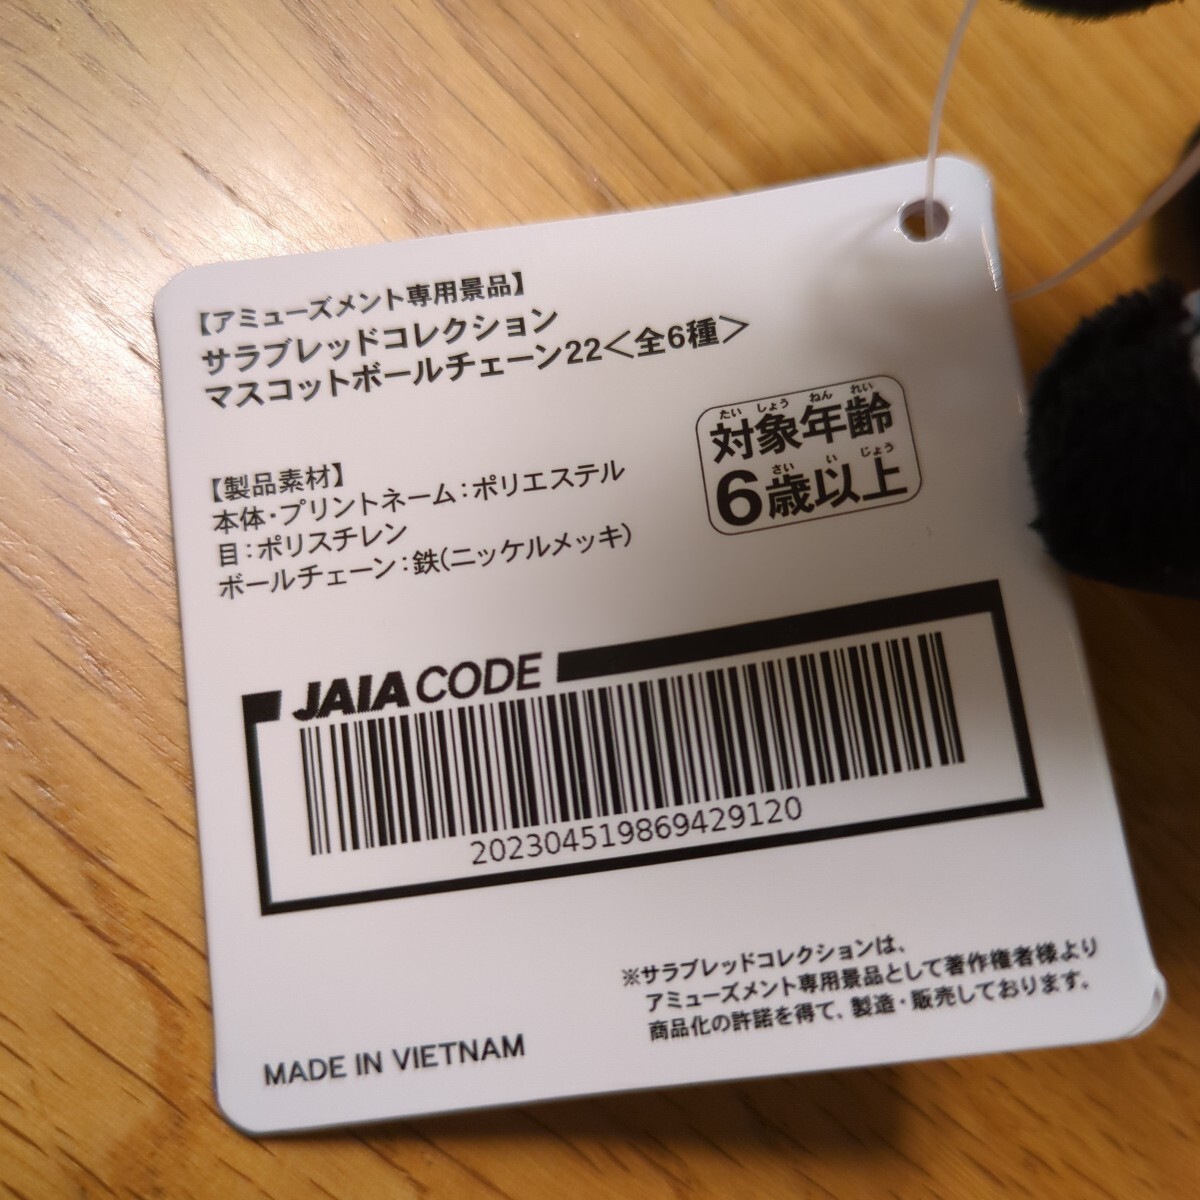 【アミューズメント専用景品】
サラブレッドコレクション
マスコットボールチェーン22＜全6種＞
たい しょう ねん れい
対象年齢
さい い じょう
6歳以上
【製品素材】
本体・プリントネーム：ポリエステル
目：ポリスチレン
ボールチェーン：鉄(ニッケルメッキ)
JAIA CODE
202304519869429120
※サラブレッドコレクションは、
アミューズメント専用景品として著作権者様より
商品化の許諾を得て、製造・販売しております。
MADE IN VIETNAM